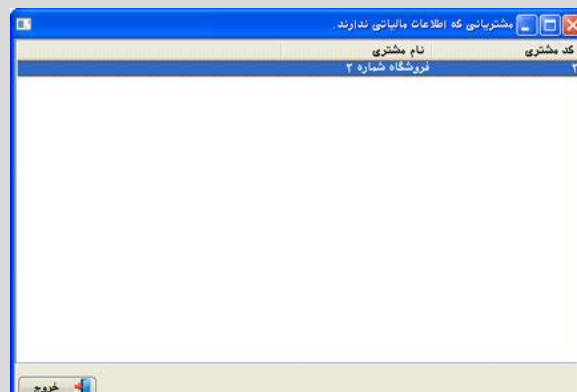 مشتریانی که اطلاعات مالیاتی ندارند.
کد مشتری نام مشتری
۲ فروشگاه شماره ۲
خروج